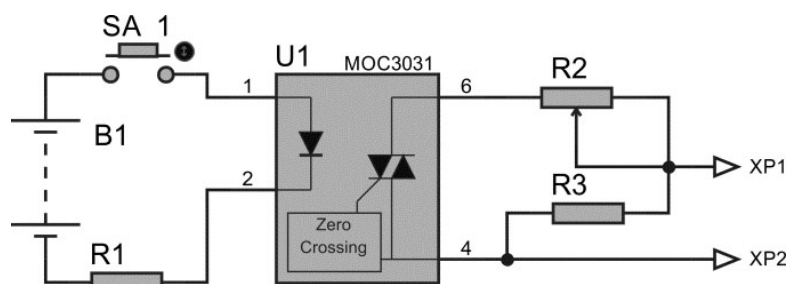 SA 1
U1
MOC3031
1
6
R2
B1
XP1
2
R3
Zero
Crossing
4
R1
XP2